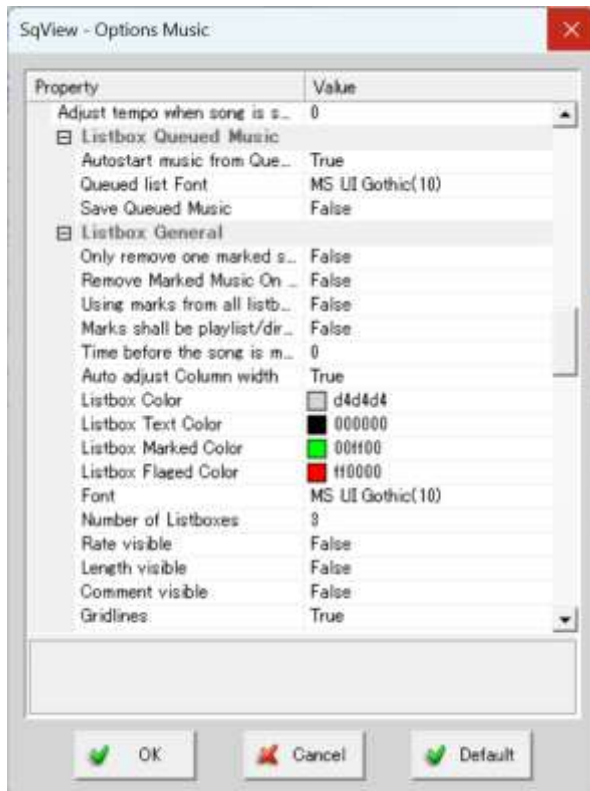 SqView - Options Music
Property Value
Adjust tempo when song is s... 0
Listbox Queued Music
Autostart music from Que... True
Queued list Font MS UI Gothic(10)
Save Queued Music False
Listbox General
Only remove one marked s... False
Remove Marked Music On ... False
Using marks from all listb... False
Marks shall be playlist/dir... False
Time before the song is m... 0
Auto adjust Column width True
Listbox Color d4d4d4
Listbox Text Color 000000
Listbox Marked Color 00ff00
Listbox Flaged Color ff0000
Font MS UI Gothic(10)
Number of Listboxes 3
Rate visible False
Length visible False
Comment visible False
Gridlines True
OK Cancel Default